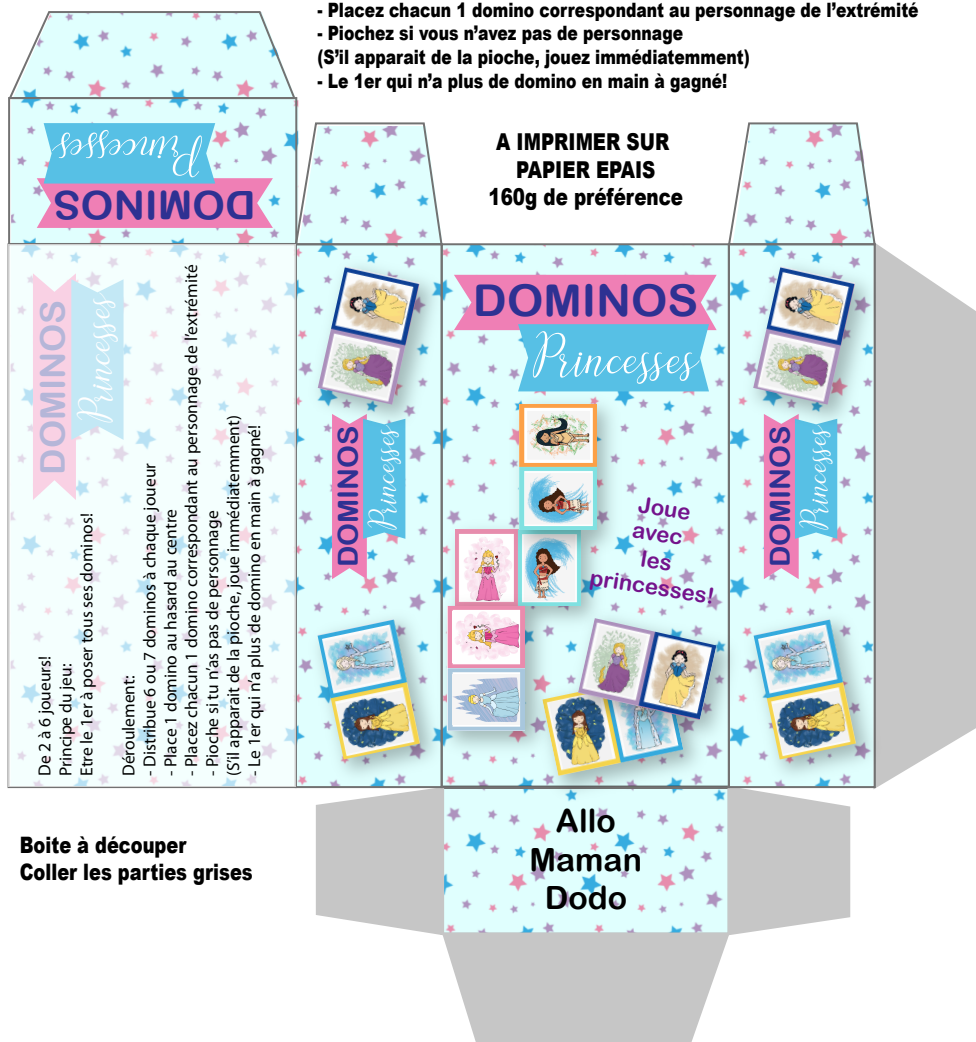 - Placez chacun 1 domino correspondant au personnage de l'extrémité
- Piochez si vous n'avez pas de personnage
(S'il apparait de la pioche, jouez immédiatemment)
- Le 1er qui n'a plus de domino en main à gagné!
A IMPRIMER SUR
PAPIER EPAIS
160g de préférence
DOMINOS
Princesses
DOMINOS
Princesses
De 2 à 6 joueurs!
Principe du jeu:
Etre le 1er à poser tous ses dominos!
Déroulement:
- Distribue 6 ou 7 dominos à chaque joueur
- Place 1 domino au hasard au centre
- Placez chacun 1 domino correspondant au personnage de l'extrémité
- Pioche si tu n'as pas de personnage
(S'il apparait de la pioche, joue immédiatemment)
- Le 1er qui n'a plus de domino en main à gagné!
DOMINOS
Princesses
DOMINOS
Princesses
Joue
avec
les
princesses!
DOMINOS
Princesses
Allo
Maman
Dodo
Boite à découper
Coller les parties grises